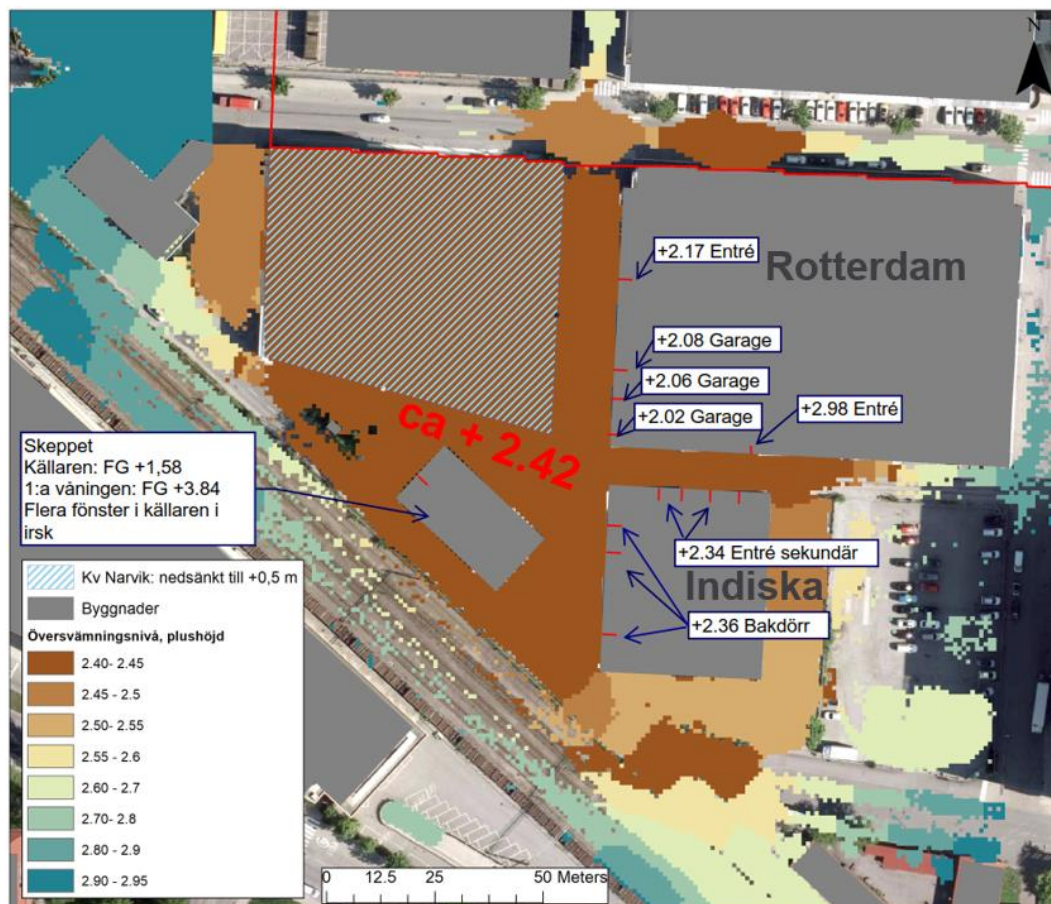 N
+2.17 Entré
Rotterdam
+2.08 Garage
+2.06 Garage
+2.02 Garage
+2.98 Entré
ca + 2.42
Skeppet
Källaren: FG +1,58
1:a våningen: FG +3.84
Flera fönster i källaren i
irsk
+2.34 Entré sekundär
Indiska
+2.36 Bakdörr
Kv Narvik: nedsänkt till +0,5 m
Byggnader
Översvämningsnivå, plushöjd
2.40- 2.45
2.45 - 2.5
2.50- 2.55
2.55 - 2.6
2.60 - 2.7
2.70- 2.8
2.80 - 2.9
2.90 - 2.95
0 12.5 25 50 Meters